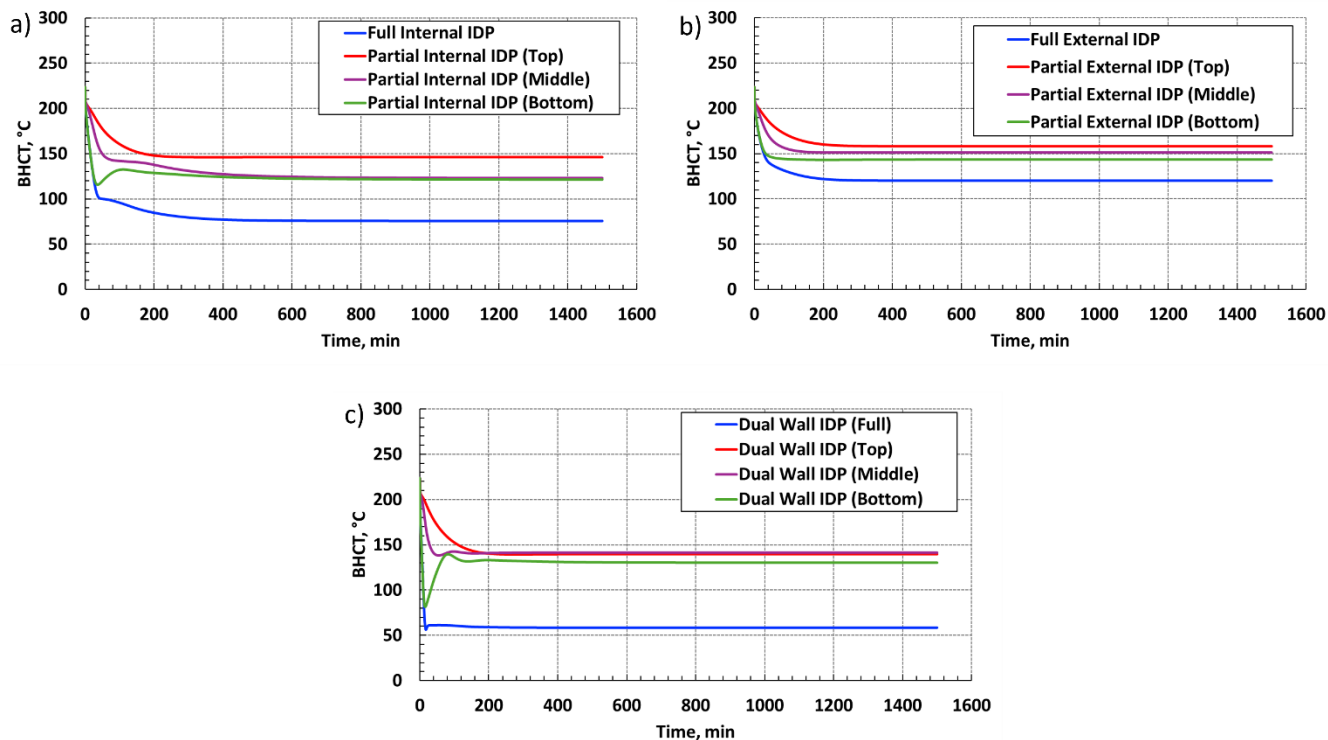 a)
300
250
200
150
100
50
0
BHCT, °C
Full Internal IDP
Partial Internal IDP (Top)
Partial Internal IDP (Middle)
Partial Internal IDP (Bottom)
0 200 400 600 800 1000 1200 1400 1600
Time, min
b)
300
250
200
150
100
50
0
BHCT, °C
Full External IDP
Partial External IDP (Top)
Partial External IDP (Middle)
Partial External IDP (Bottom)
0 200 400 600 800 1000 1200 1400 1600
Time, min
c)
300
250
200
150
100
50
0
BHCT, °C
Dual Wall IDP (Full)
Dual Wall IDP (Top)
Dual Wall IDP (Middle)
Dual Wall IDP (Bottom)
0 200 400 600 800 1000 1200 1400 1600
Time, min